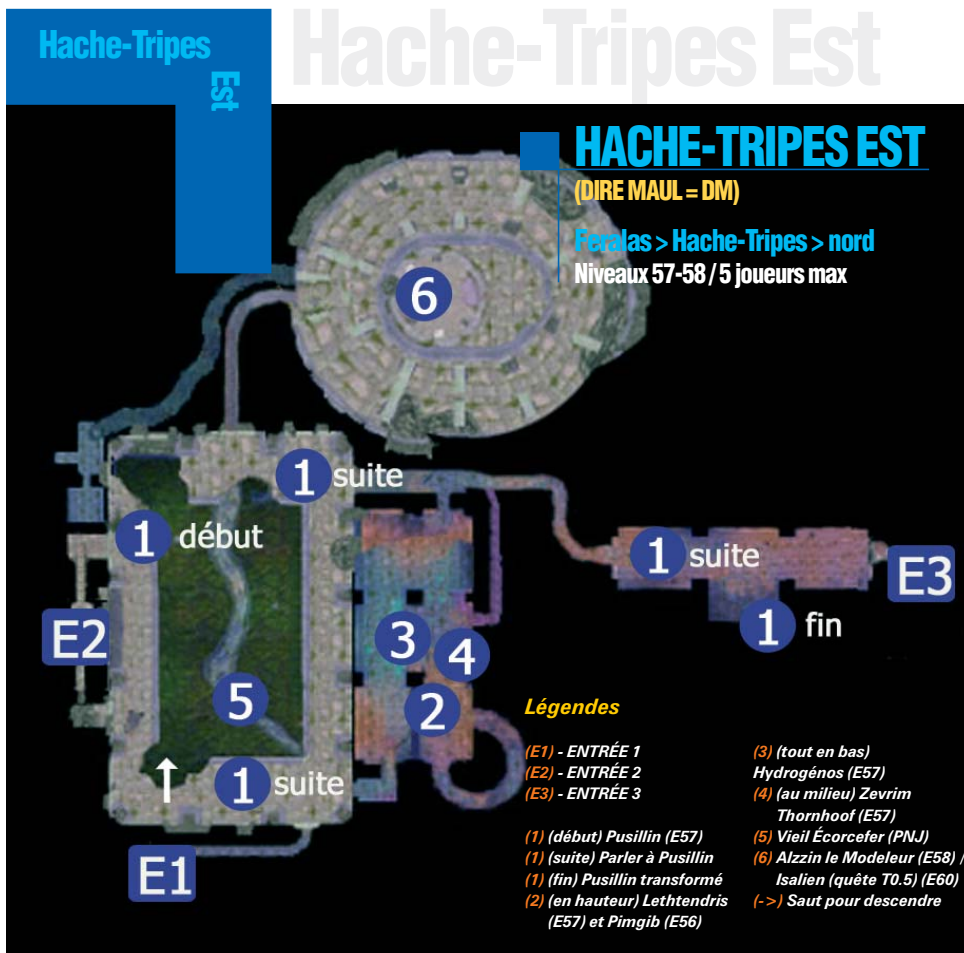 Hache-Tripes
Est
Hache-Tripes Est
HACHE-TRIPES EST
(DIRE MAUL = DM)
Feralas > Hache-Tripes > nord
Niveaux 57-58 / 5 joueurs max
6
1 suite
1 début
1 suite
E3
1 fin
E2
3
4
5
2
1 suite
E1
Légendes
(E1) - ENTRÉE 1
(E2) - ENTRÉE 2
(E3) - ENTRÉE 3
(1) (début) Pusillin (E57)
(1) (suite) Parler à Pusillin
(1) (fin) Pusillin transformé
(2) (en hauteur) Lethtendris
(E57) et Pimgib (E56)
(3) (tout en bas)
Hydrogénos (E57)
(4) (au milieu) Zevrim
Thornhoof (E57)
(5) Vieil Écorcefer (PNJ)
(6) Alzzin le Modeleur (E58) /
Isalien (quête T0.5) (E60)
(->) Saut pour descendre